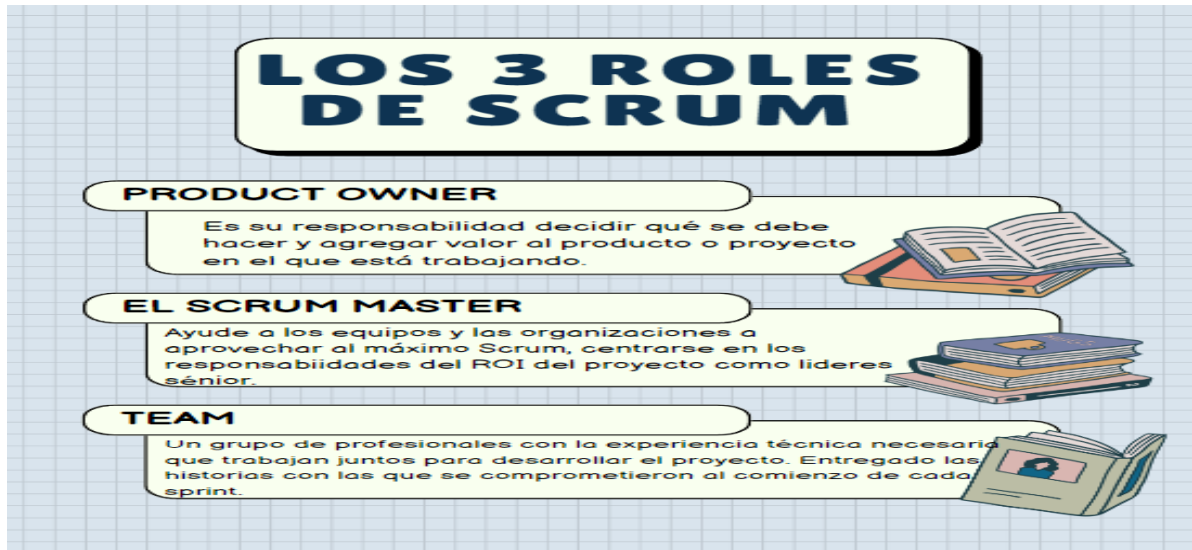 LOS 3 ROLES
DE SCRUM
PRODUCT OWNER
Es su responsabilidad decidir qué se debe
hacer y agregar valor al producto o proyecto
en el que está trabajando.
EL SCRUM MASTER
Ayude a los equipos y las organizaciones a
aprovechar al máximo Scrum, centrarse en los
responsabiidades del ROI del proyecto como lideres
sénior.
TEAM
Un grupo de profesionales con la experiencia técnica necesaria
que trabajan juntos para desarrollar el proyecto. Entregado las
historias con las que se comprometieron al comienzo de cada
sprint.